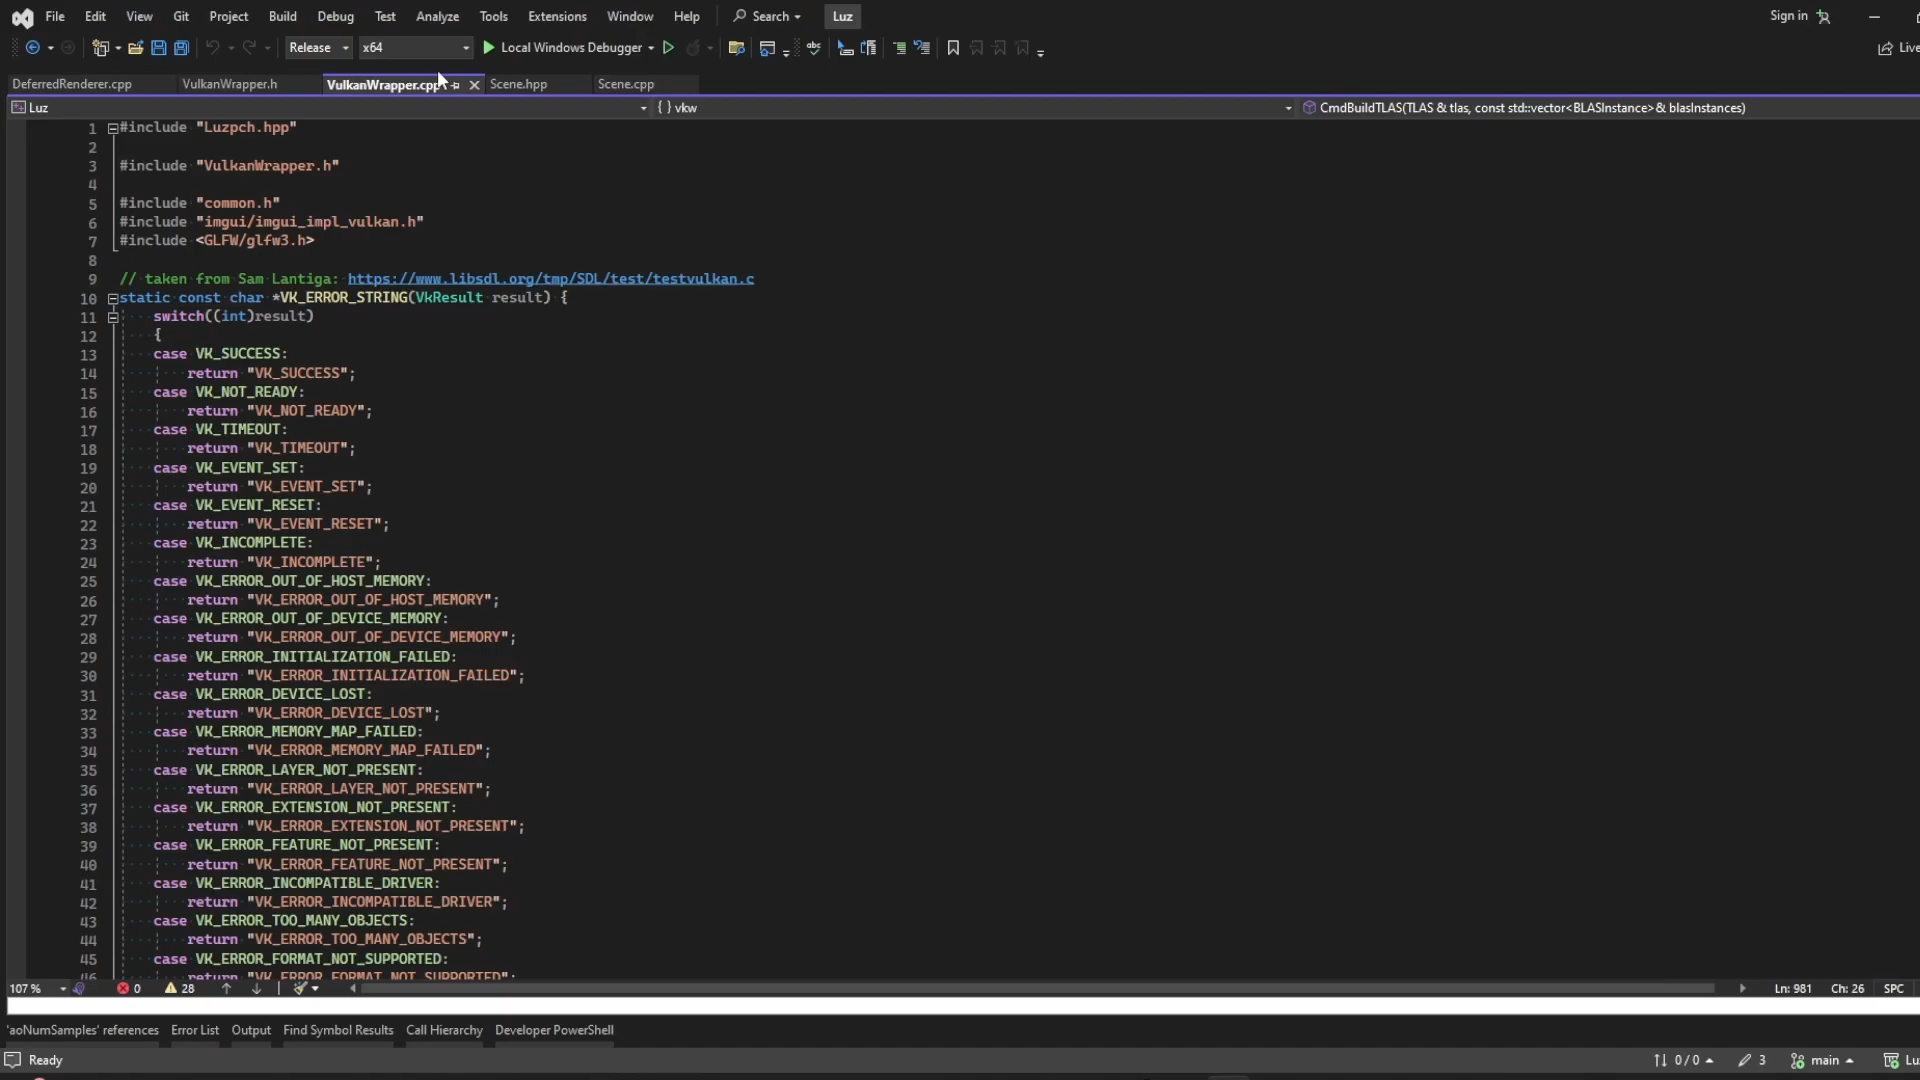 File Edit View Git Project Build Debug Test Analyze Tools Extensions Window Help Search Luz Sign in
Release x64 Local Windows Debugger Live
DeferredRenderer.cpp VulkanWrapper.h VulkanWrapper.cpp Scene.hpp Scene.cpp
Luz { } vkw CmdBuildTLAS(TLAS & tlas, const std::vector<BLASInstance>& blasInstances)
1 #include "Luzpch.hpp"
2
3 #include "VulkanWrapper.h"
4
5 #include "common.h"
6 #include "imgui/imgui_impl_vulkan.h"
7 #include <GLFW/glfw3.h>
8
9 // taken from Sam Lantiga: https://www.libsdl.org/tmp/SDL/test/testvulkan.c
10 static const char *VK_ERROR_STRING(VkResult result) {
11 switch((int)result)
12 {
13 case VK_SUCCESS:
14 return "VK_SUCCESS";
15 case VK_NOT_READY:
16 return "VK_NOT_READY";
17 case VK_TIMEOUT:
18 return "VK_TIMEOUT";
19 case VK_EVENT_SET:
20 return "VK_EVENT_SET";
21 case VK_EVENT_RESET:
22 return "VK_EVENT_RESET";
23 case VK_INCOMPLETE:
24 return "VK_INCOMPLETE";
25 case VK_ERROR_OUT_OF_HOST_MEMORY:
26 return "VK_ERROR_OUT_OF_HOST_MEMORY";
27 case VK_ERROR_OUT_OF_DEVICE_MEMORY:
28 return "VK_ERROR_OUT_OF_DEVICE_MEMORY";
29 case VK_ERROR_INITIALIZATION_FAILED:
30 return "VK_ERROR_INITIALIZATION_FAILED";
31 case VK_ERROR_DEVICE_LOST:
32 return "VK_ERROR_DEVICE_LOST";
33 case VK_ERROR_MEMORY_MAP_FAILED:
34 return "VK_ERROR_MEMORY_MAP_FAILED";
35 case VK_ERROR_LAYER_NOT_PRESENT:
36 return "VK_ERROR_LAYER_NOT_PRESENT";
37 case VK_ERROR_EXTENSION_NOT_PRESENT:
38 return "VK_ERROR_EXTENSION_NOT_PRESENT";
39 case VK_ERROR_FEATURE_NOT_PRESENT:
40 return "VK_ERROR_FEATURE_NOT_PRESENT";
41 case VK_ERROR_INCOMPATIBLE_DRIVER:
42 return "VK_ERROR_INCOMPATIBLE_DRIVER";
43 case VK_ERROR_TOO_MANY_OBJECTS:
44 return "VK_ERROR_TOO_MANY_OBJECTS";
45 case VK_ERROR_FORMAT_NOT_SUPPORTED:
46 return "VK_ERROR_FORMAT_NOT_SUPPORTED";
107 % 0 28 Ln: 981 Ch: 26 SPC
'aoNumSamples' references Error List Output Find Symbol Results Call Hierarchy Developer PowerShell
Ready 0 / 0 3 main Lu